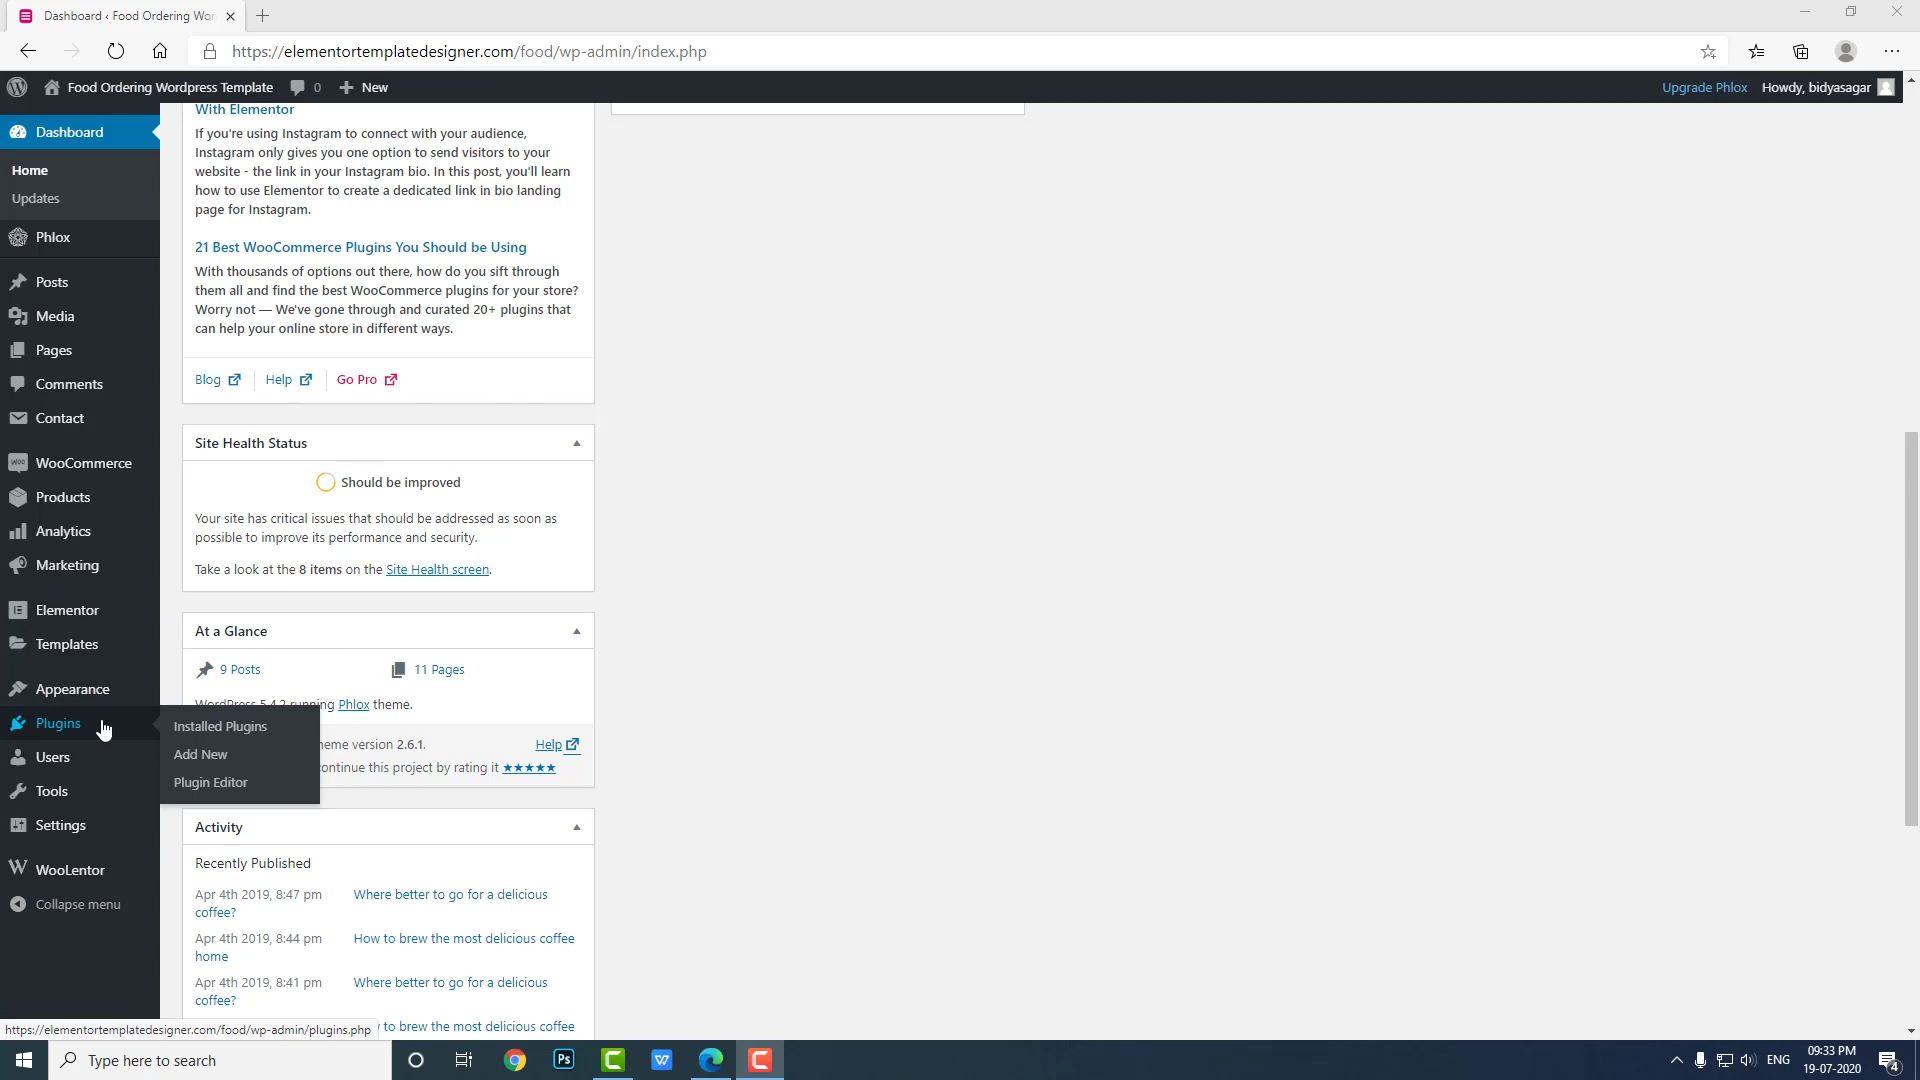 Dashboard ‹ Food Ordering Wor
https://elementortemplatedesigner.com/food/wp-admin/index.php
Food Ordering Wordpress Template
0
New
Upgrade Phlox
Howdy, bidyasagar
Dashboard
Home
Updates
Phlox
Posts
Media
Pages
Comments
Contact
WooCommerce
Products
Analytics
Marketing
Elementor
Templates
Appearance
Plugins
Users
Tools
Settings
WooLentor
Collapse menu
Installed Plugins
Add New
Plugin Editor
With Elementor
If you're using Instagram to connect with your audience,
Instagram only gives you one option to send visitors to your
website - the link in your Instagram bio. In this post, you'll learn
how to use Elementor to create a dedicated link in bio landing
page for Instagram.
21 Best WooCommerce Plugins You Should be Using
With thousands of options out there, how do you sift through
them all and find the best WooCommerce plugins for your store?
Worry not — We've gone through and curated 20+ plugins that
can help your online store in different ways.
Blog
Help
Go Pro
Site Health Status
Should be improved
Your site has critical issues that should be addressed as soon as
possible to improve its performance and security.
Take a look at the 8 items on the Site Health screen.
At a Glance
9 Posts
11 Pages
WordPress 5.4.2 running Phlox theme.
heme version 2.6.1.
Help
ontinue this project by rating it ★★★★★
Activity
Recently Published
Apr 4th 2019, 8:47 pm Where better to go for a delicious
coffee?
Apr 4th 2019, 8:44 pm How to brew the most delicious coffee
home
Apr 4th 2019, 8:41 pm Where better to go for a delicious
coffee?
to brew the most delicious coffee
https://elementortemplatedesigner.com/food/wp-admin/plugins.php
Type here to search
Ps
ENG
09:33 PM
19-07-2020
4